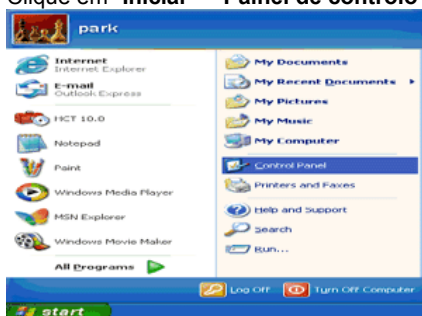 Clique em "Iniciar" "Painel de controlo
park
Internet
Internet Explorer
E-mail
Outlook Express
HCT 10.0
Notepad
Paint
Windows Media Player
MSN Explorer
Windows Movie Maker
All Programs
My Documents
My Recent Documents
My Pictures
My Music
My Computer
Control Panel
Printers and Faxes
Help and Support
Search
Run...
Log Off
Turn Off Computer
start